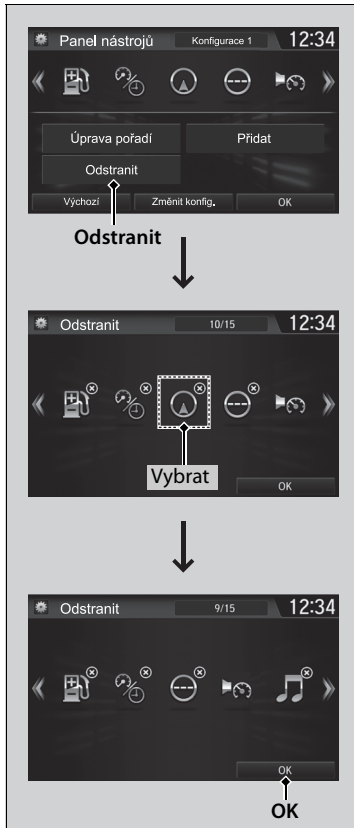 Panel nástrojů Konfigurace 1 12:34
Úprava pořadí Přidat
Odstranit
Výchozí Změnit konfig. OK
Odstranit
Odstranit 10/15 12:34
Vybrat
OK
Odstranit 9/15 12:34
OK
OK